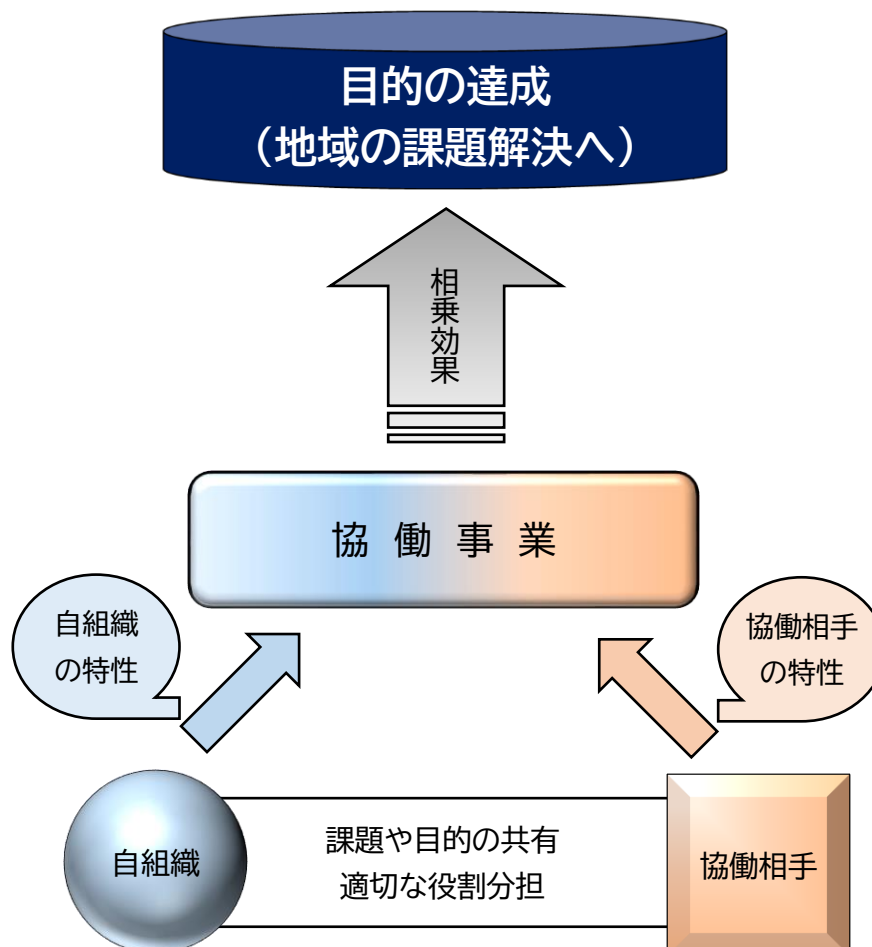 目的の達成
（地域の課題解決へ）
相乗効果
協働事業
自組織
の特性
協働相手
の特性
自組織
課題や目的の共有
適切な役割分担
協働相手